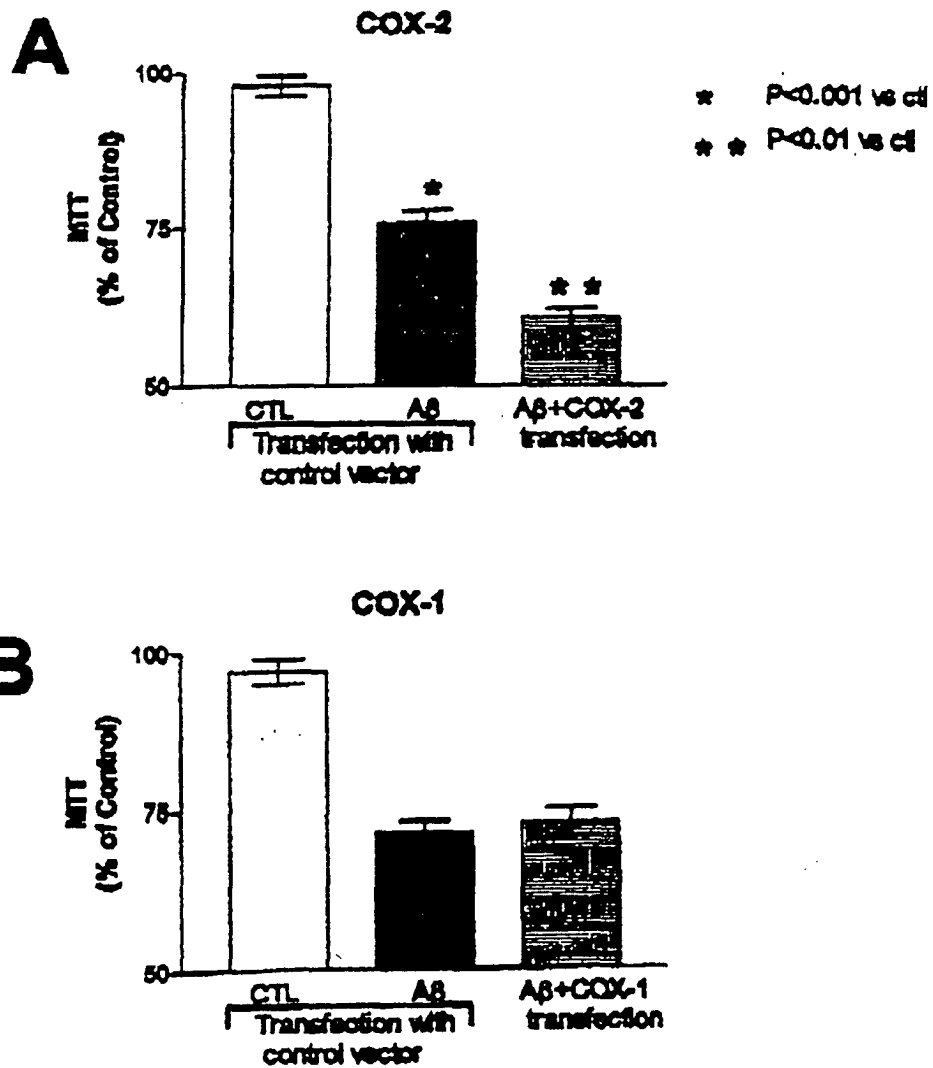 A
COX-2
100
75
50
MTT
(% of Control)
*
* *
* P<0.001 vs ctl
* * P<0.01 vs ctl
CTL Aβ Aβ+COX-2
Transfection with transfection
control vector
B
COX-1
100
75
50
MTT
(% of Control)
CTL Aβ Aβ+COX-1
Transfection with transfection
control vector